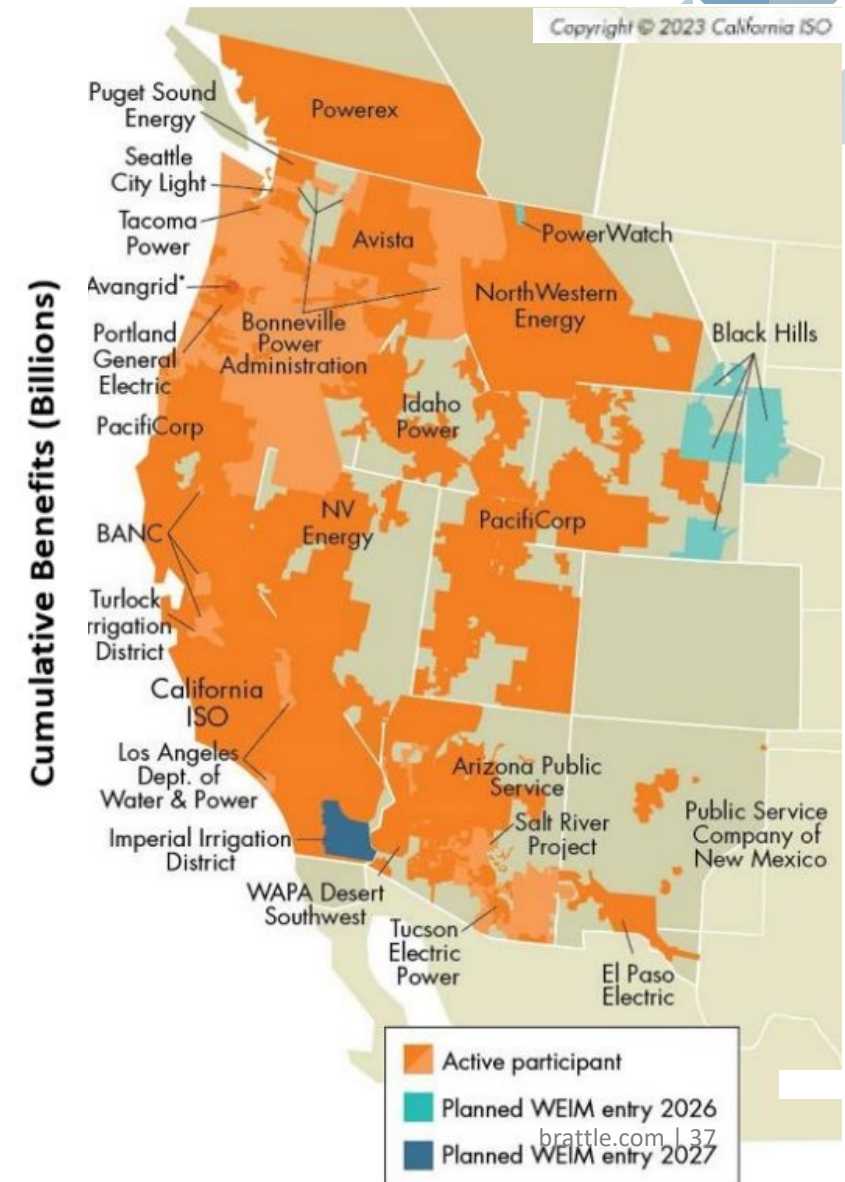 Copyright © 2023 California ISO
Puget Sound
Energy
Powerex
Seattle
City Light
Tacoma
Power
Avista
PowerWatch
Avangrid*
NorthWestern
Energy
Bonneville
Power
Administration
Portland
General
Electric
Black Hills
Idaho
Power
PacifiCorp
NV
Energy
PacifiCorp
BANC
Turlock
rrigation
District
California
ISO
Los Angeles
Dept. of
Water & Power
Arizona Public
Service
Salt River
Project
Public Service
Company of
New Mexico
Imperial Irrigation
District
WAPA Desert
Southwest
Tucson
Electric
Power
El Paso
Electric
Cumulative Benefits (Billions)
Active participant
Planned WEIM entry 2026
brattle.com | 37
Planned WEIM entry 2027